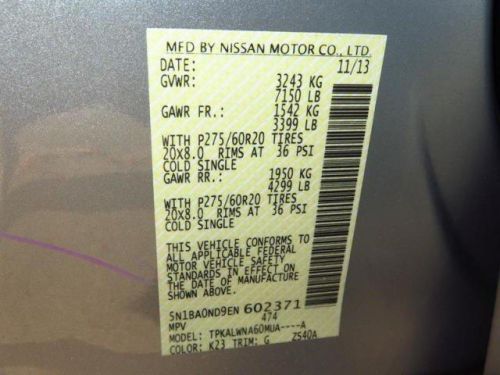 MFD BY NISSAN MOTOR CO., LTD.
DATE: 11/13
GVWR: 3243 KG
7150 LB
GAWR FR.: 1542 KG
3399 LB
WITH P275/60R20 TIRES
20X8.0 RIMS AT 36 PSI
COLD SINGLE
GAWR RR.: 1950 KG
4299 LB
WITH P275/60R20 TIRES
20X8.0 RIMS AT 36 PSI
COLD SINGLE
THIS VEHICLE CONFORMS TO
ALL APPLICABLE FEDERAL
MOTOR VEHICLE SAFETY
STANDARDS IN EFFECT ON
THE DATE OF MANUFACTURE
SHOWN ABOVE.
5N1BA0ND9EN 602371
MPV 474
MODEL: TPKALWNA60MUA----A
COLOR: K23 TRIM: G Z540A